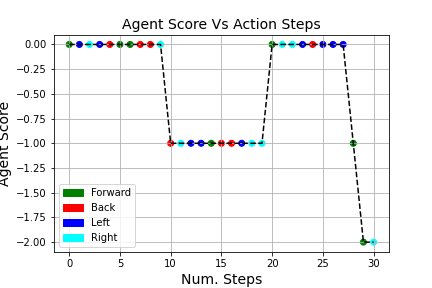 Agent Score Vs Action Steps
Agent Score
0.00
−0.25
−0.50
−0.75
−1.00
−1.25
−1.50
−1.75
−2.00
Forward
Back
Left
Right
0 5 10 15 20 25 30
Num. Steps